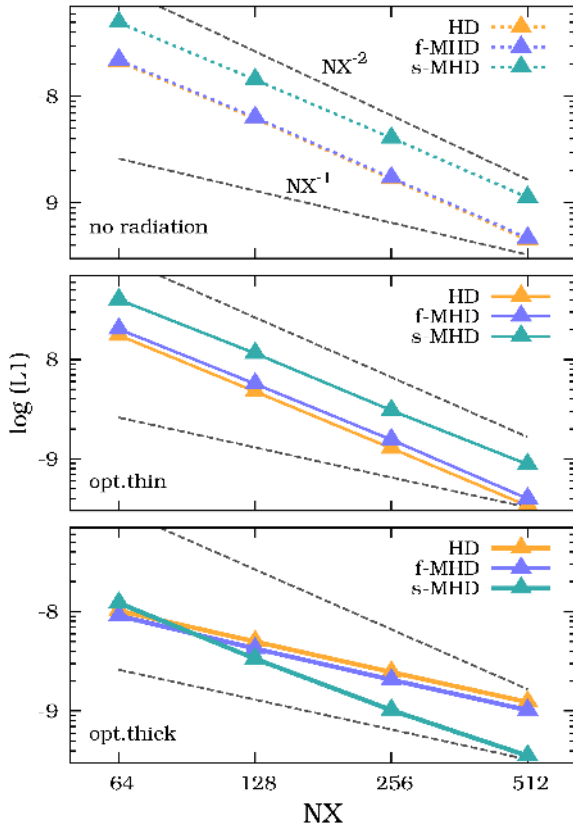 HD
f-MHD
s-MHD
NX⁻²
8
NX⁻¹
9
no radiation
HD
f-MHD
s-MHD
8
log (L1)
-9
opt.thin
HD
f-MHD
s-MHD
-8
-9
opt.thick
64 128 256 512
NX